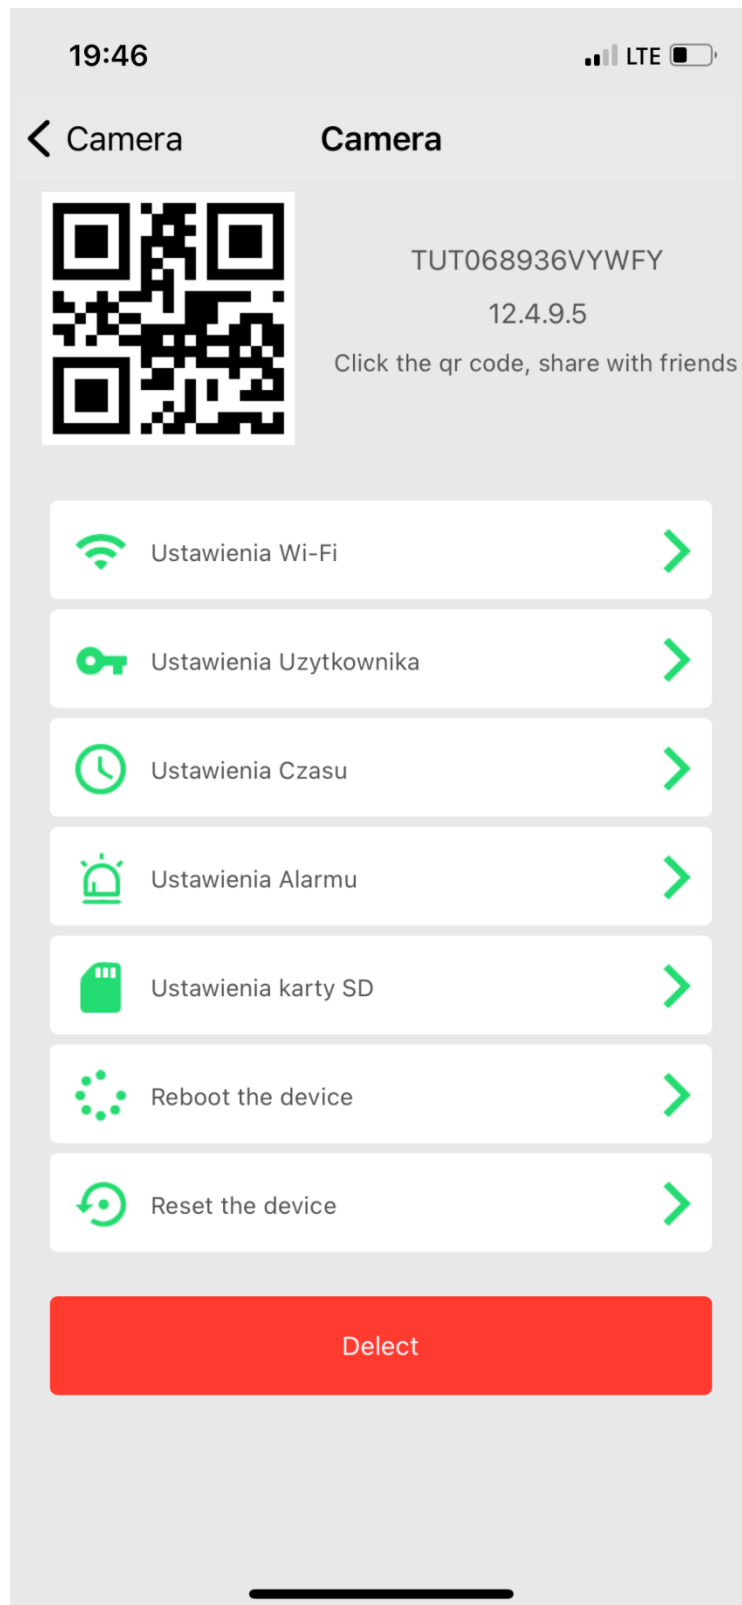 19:46 LTE
Camera Camera
TUT068936VYWFY
12.4.9.5
Click the qr code, share with friends
Ustawienia Wi-Fi
Ustawienia Uzytkownika
Ustawienia Czasu
Ustawienia Alarmu
Ustawienia karty SD
Reboot the device
Reset the device
Delect